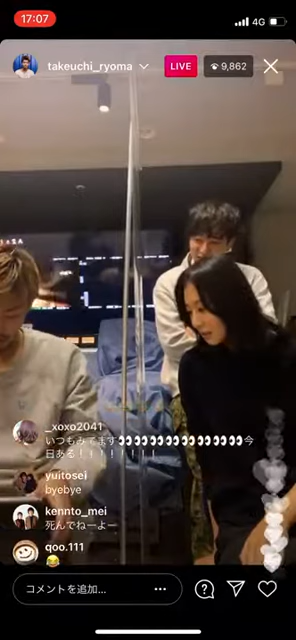 17:07
4G
takeuchi_ryoma
LIVE
9,862
_xoxo2041
いつもみてます👀👀👀👀👀👀👀👀👀👀👀👀今
日ある！！！！！！！！
yuitosei
byebye
kennto_mei
死んでねーよー
qoo.111
😂
コメントを追加...